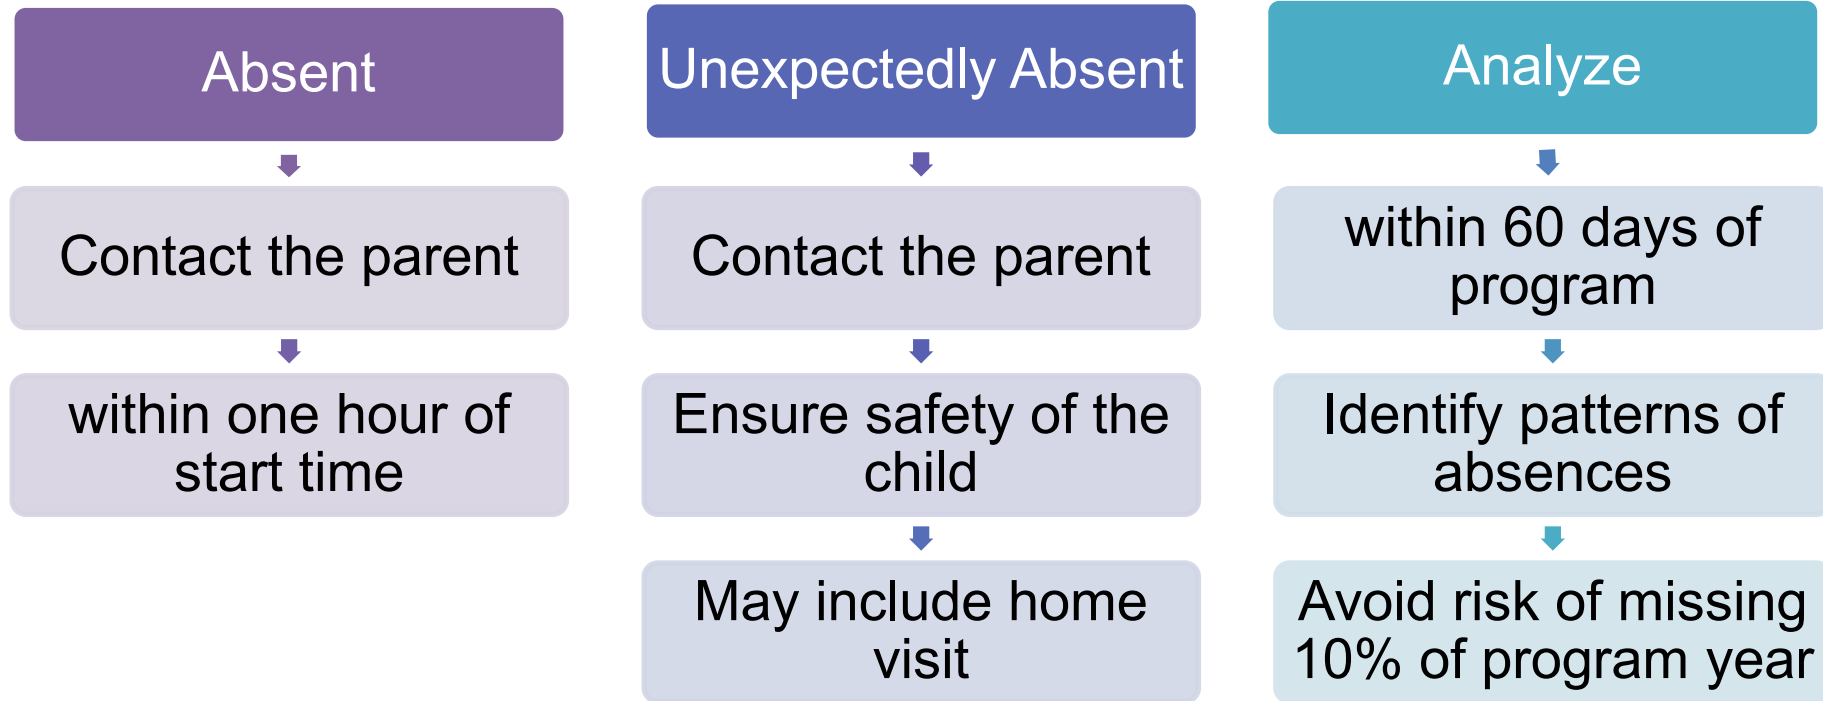 Absent
Contact the parent
within one hour of
start time
Unexpectedly Absent
Contact the parent
Ensure safety of the
child
May include home
visit
Analyze
within 60 days of
program
Identify patterns of
absences
Avoid risk of missing
10% of program year